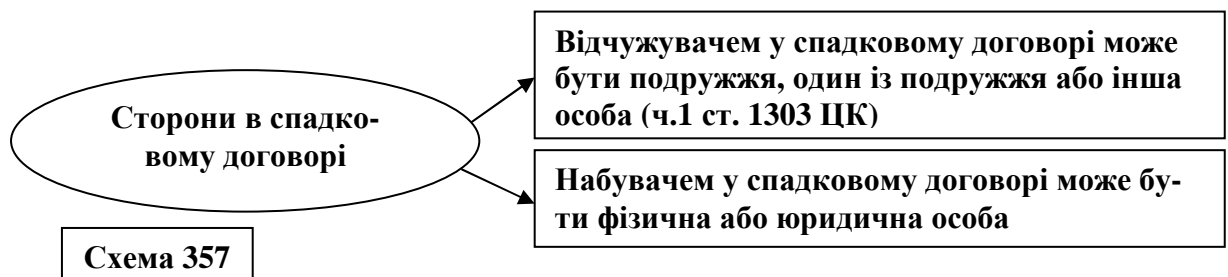 Сторони в спадко-
вому договорі
Відчужувачем у спадковому договорі може
бути подружжя, один із подружжя або інша
особа (ч.1 ст. 1303 ЦК)
Набувачем у спадковому договорі може бу-
ти фізична або юридична особа
Схема 357